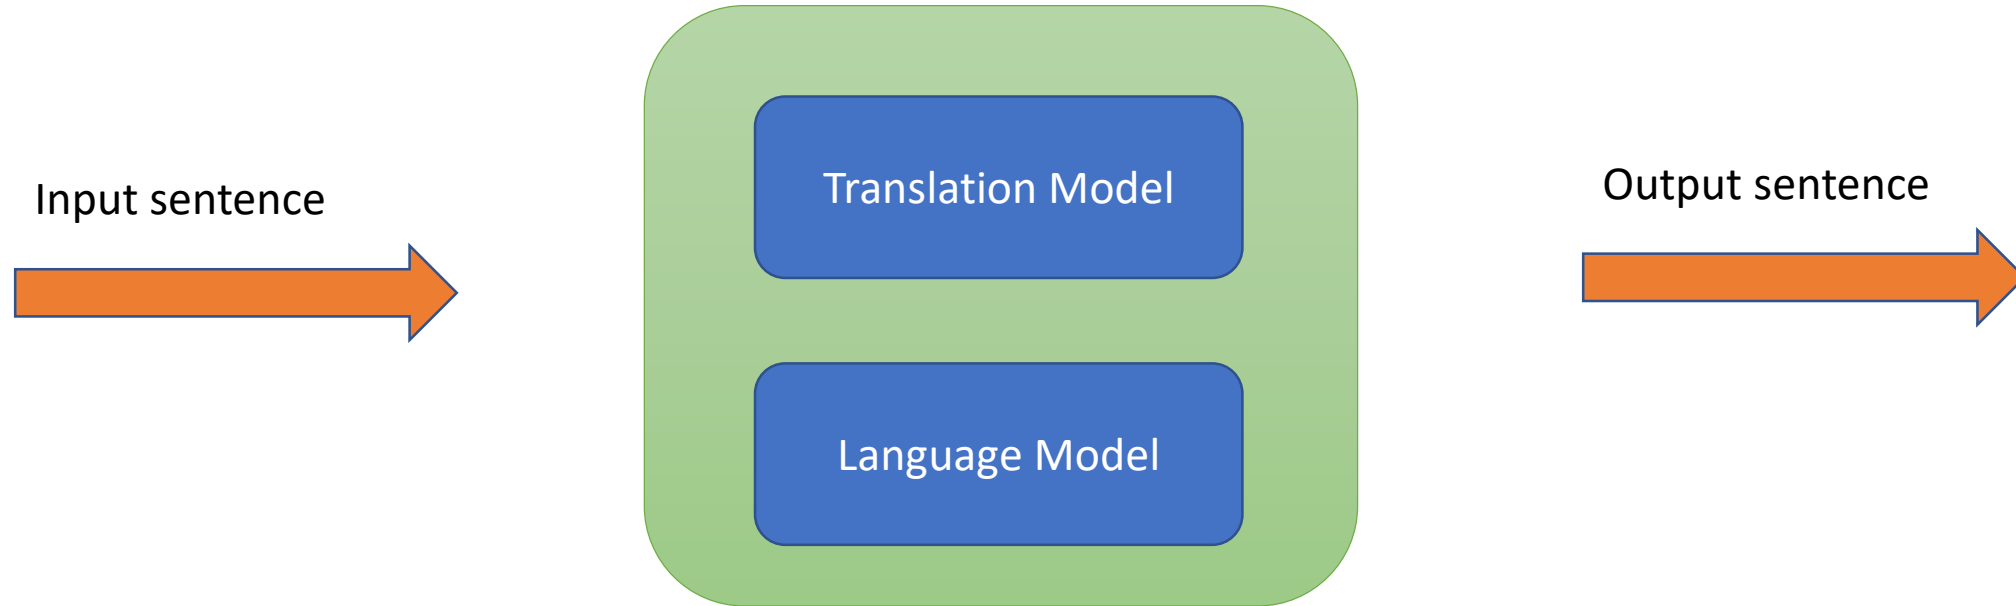 Input sentence
Translation Model
Language Model
Output sentence